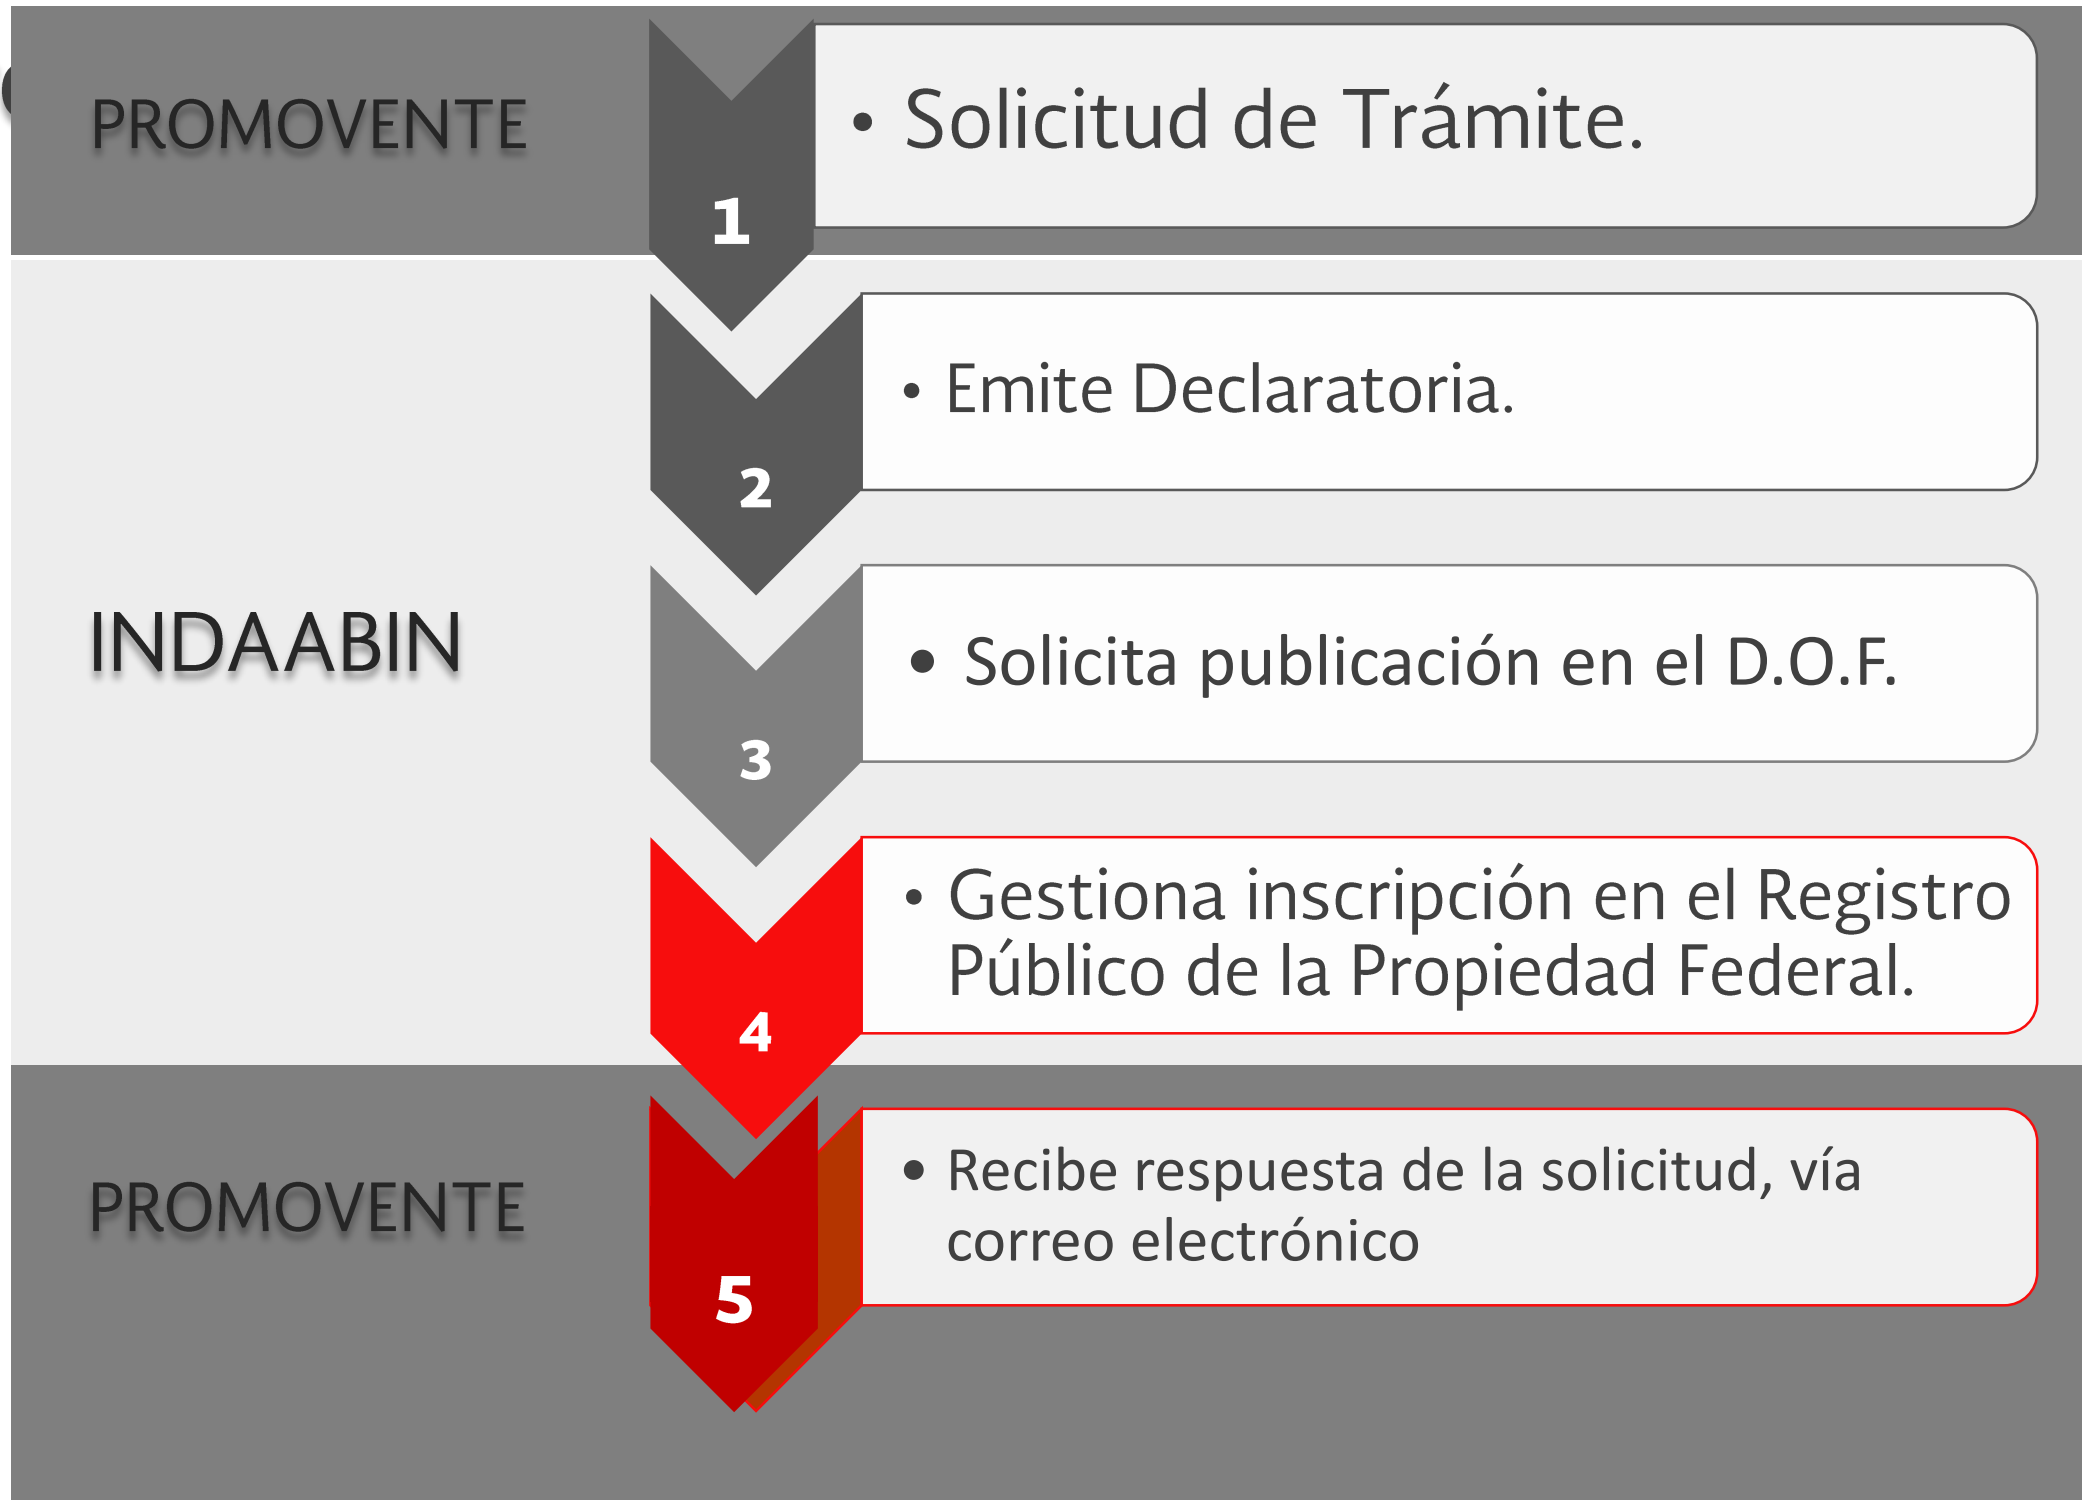 PROMOVENTE
1
• Solicitud de Trámite.
2
• Emite Declaratoria.
INDAABIN
3
• Solicita publicación en el D.O.F.
4
• Gestiona inscripción en el Registro
Público de la Propiedad Federal.
PROMOVENTE
5
• Recibe respuesta de la solicitud, vía
correo electrónico